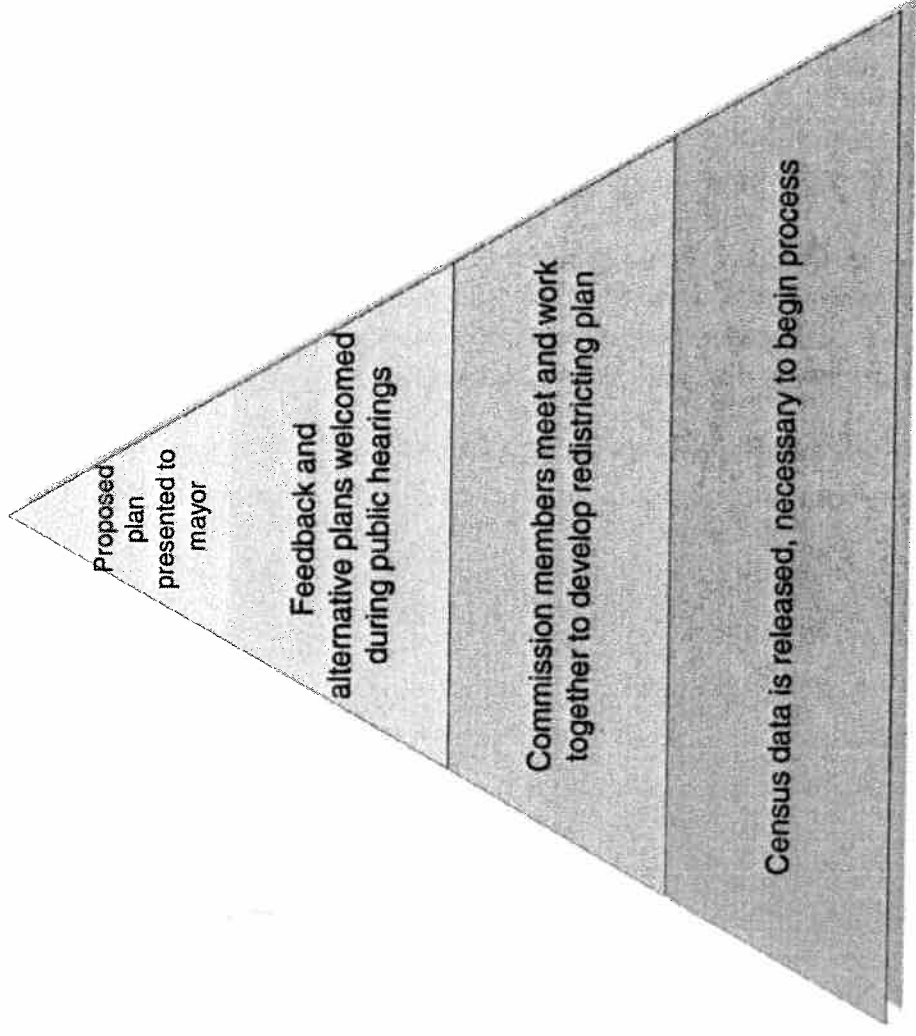 Proposed
plan
presented to
mayor
Feedback and
alternative plans welcomed
during public hearings
Commission members meet and work
together to develop redistricting plan
Census data is released, necessary to begin process